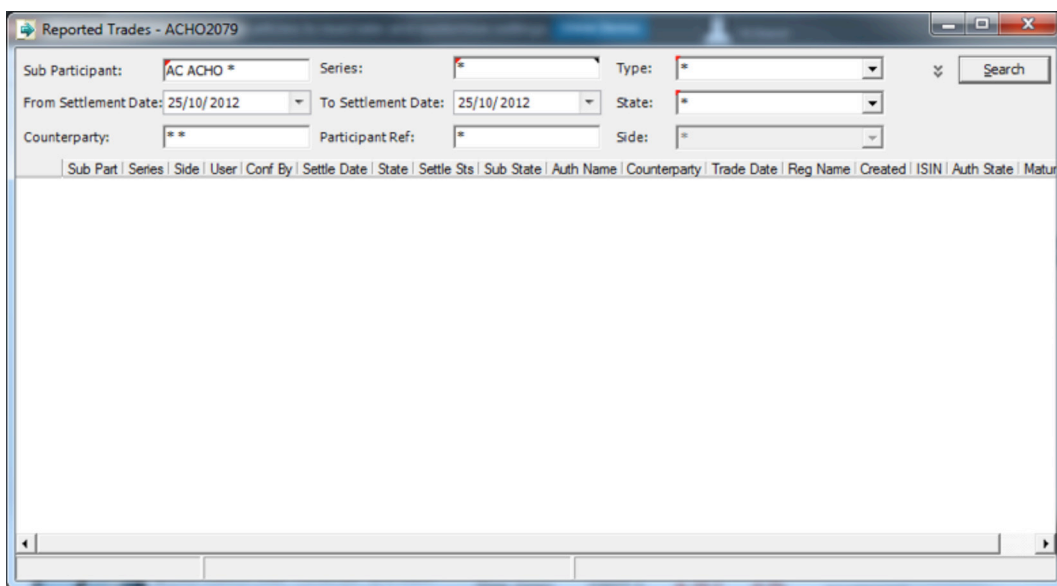 Reported Trades - ACHO2079
Sub Participant: AC ACHO * Series: * Type: * Search
From Settlement Date: 25/10/2012 To Settlement Date: 25/10/2012 State: *
Counterparty: * * Participant Ref: * Side: *
Sub Part Series Side User Conf By Settle Date State Settle Sts Sub State Auth Name Counterparty Trade Date Reg Name Created ISIN Auth State Matur